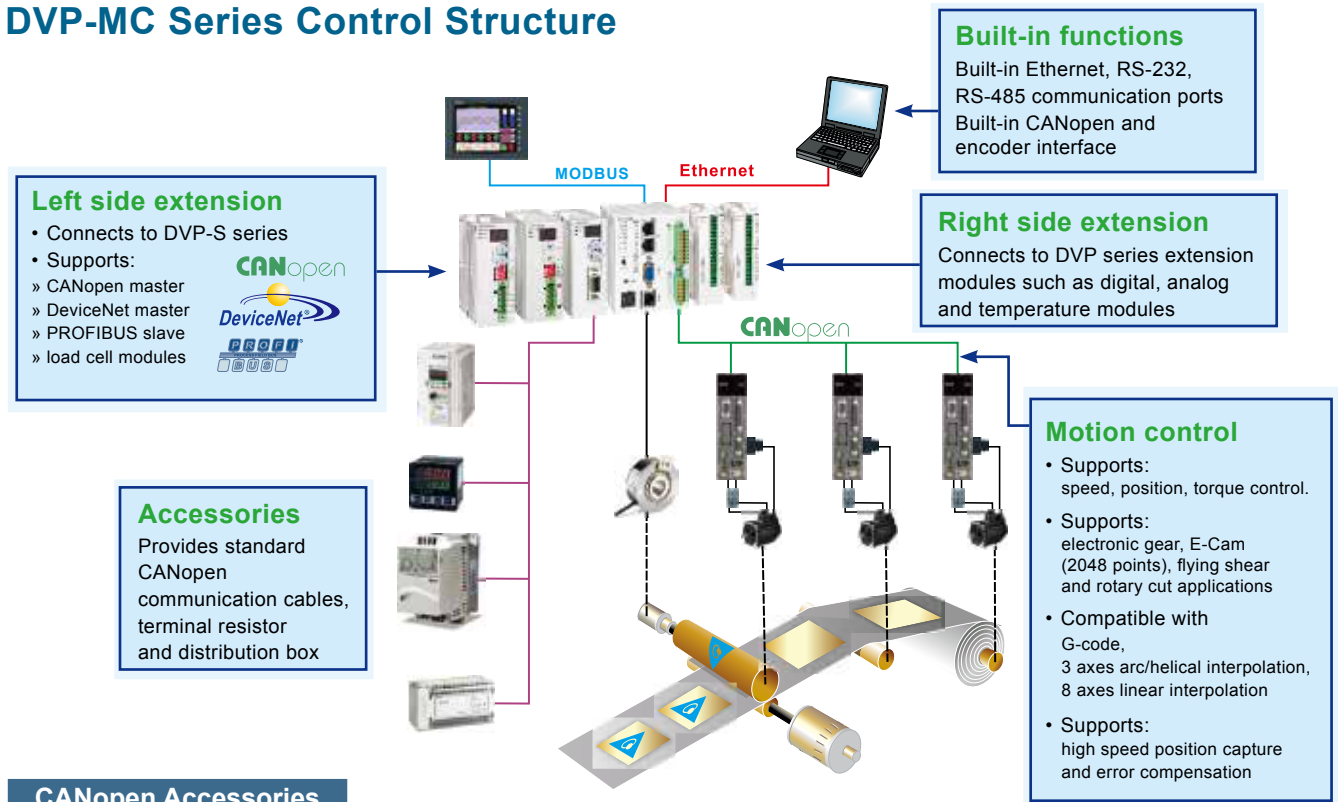 DVP-MC Series Control Structure
Built-in functions
Built-in Ethernet, RS-232,
RS-485 communication ports
Built-in CANopen and
encoder interface
MODBUS
Ethernet
Left side extension
• Connects to DVP-S series
• Supports:
» CANopen master
» DeviceNet master
» PROFIBUS slave
» load cell modules
CANopen
DeviceNet®
PROFI®
BUS
Right side extension
Connects to DVP series extension
modules such as digital, analog
and temperature modules
CANopen
Accessories
Provides standard
CANopen
communication cables,
terminal resistor
and distribution box
Motion control
• Supports:
speed, position, torque control.
• Supports:
electronic gear, E-Cam
(2048 points), flying shear
and rotary cut applications
• Compatible with
G-code,
3 axes arc/helical interpolation,
8 axes linear interpolation
• Supports:
high speed position capture
and error compensation
CANopen Accessories